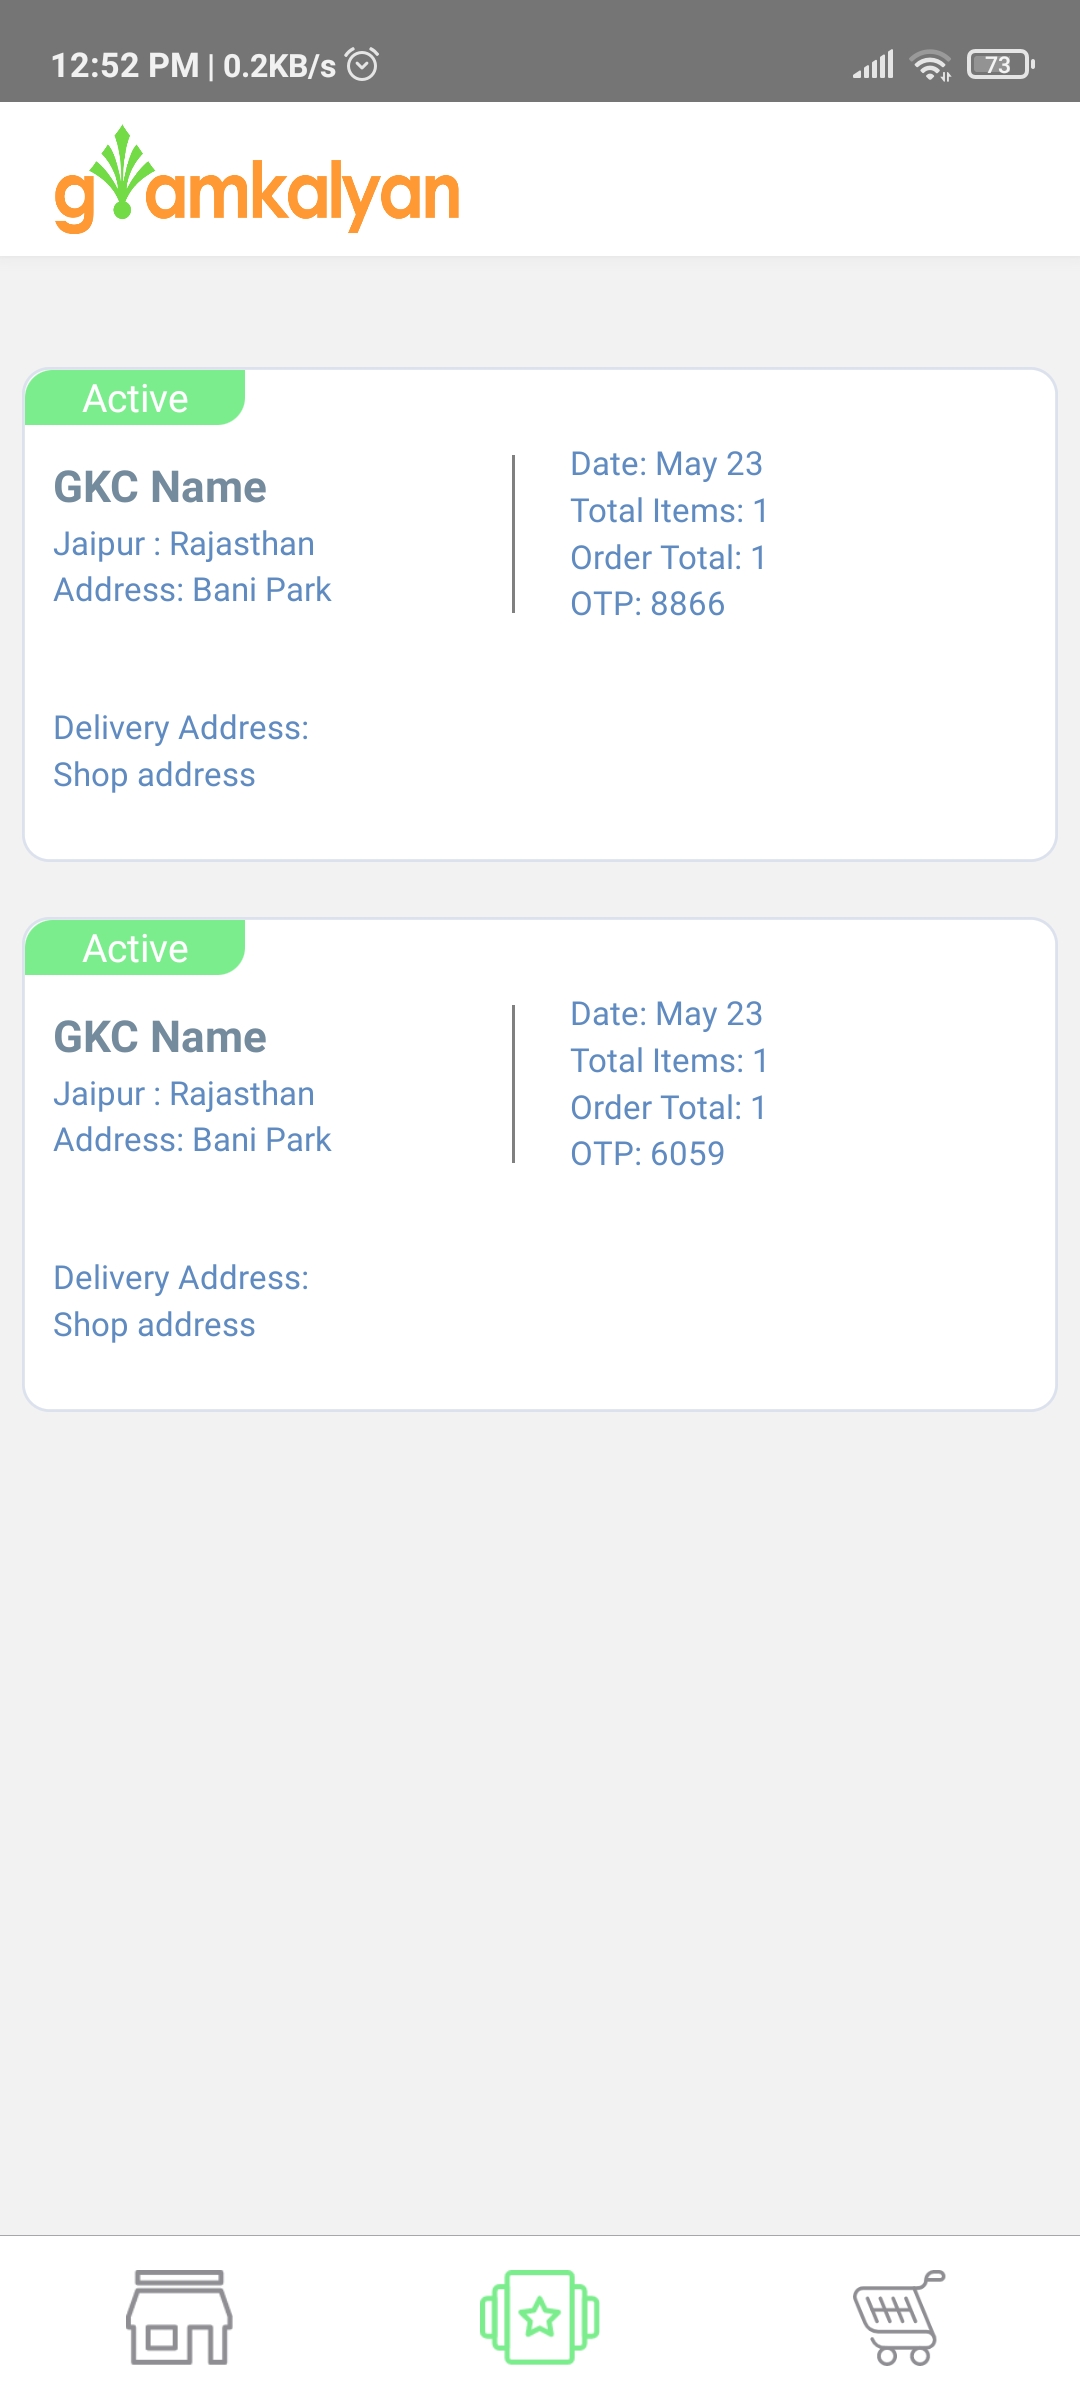 12:52 PM | 0.2KB/s
73
gramkalyan
Active
GKC Name
Jaipur : Rajasthan
Address: Bani Park
Date: May 23
Total Items: 1
Order Total: 1
OTP: 8866
Delivery Address:
Shop address
Active
GKC Name
Jaipur : Rajasthan
Address: Bani Park
Date: May 23
Total Items: 1
Order Total: 1
OTP: 6059
Delivery Address:
Shop address